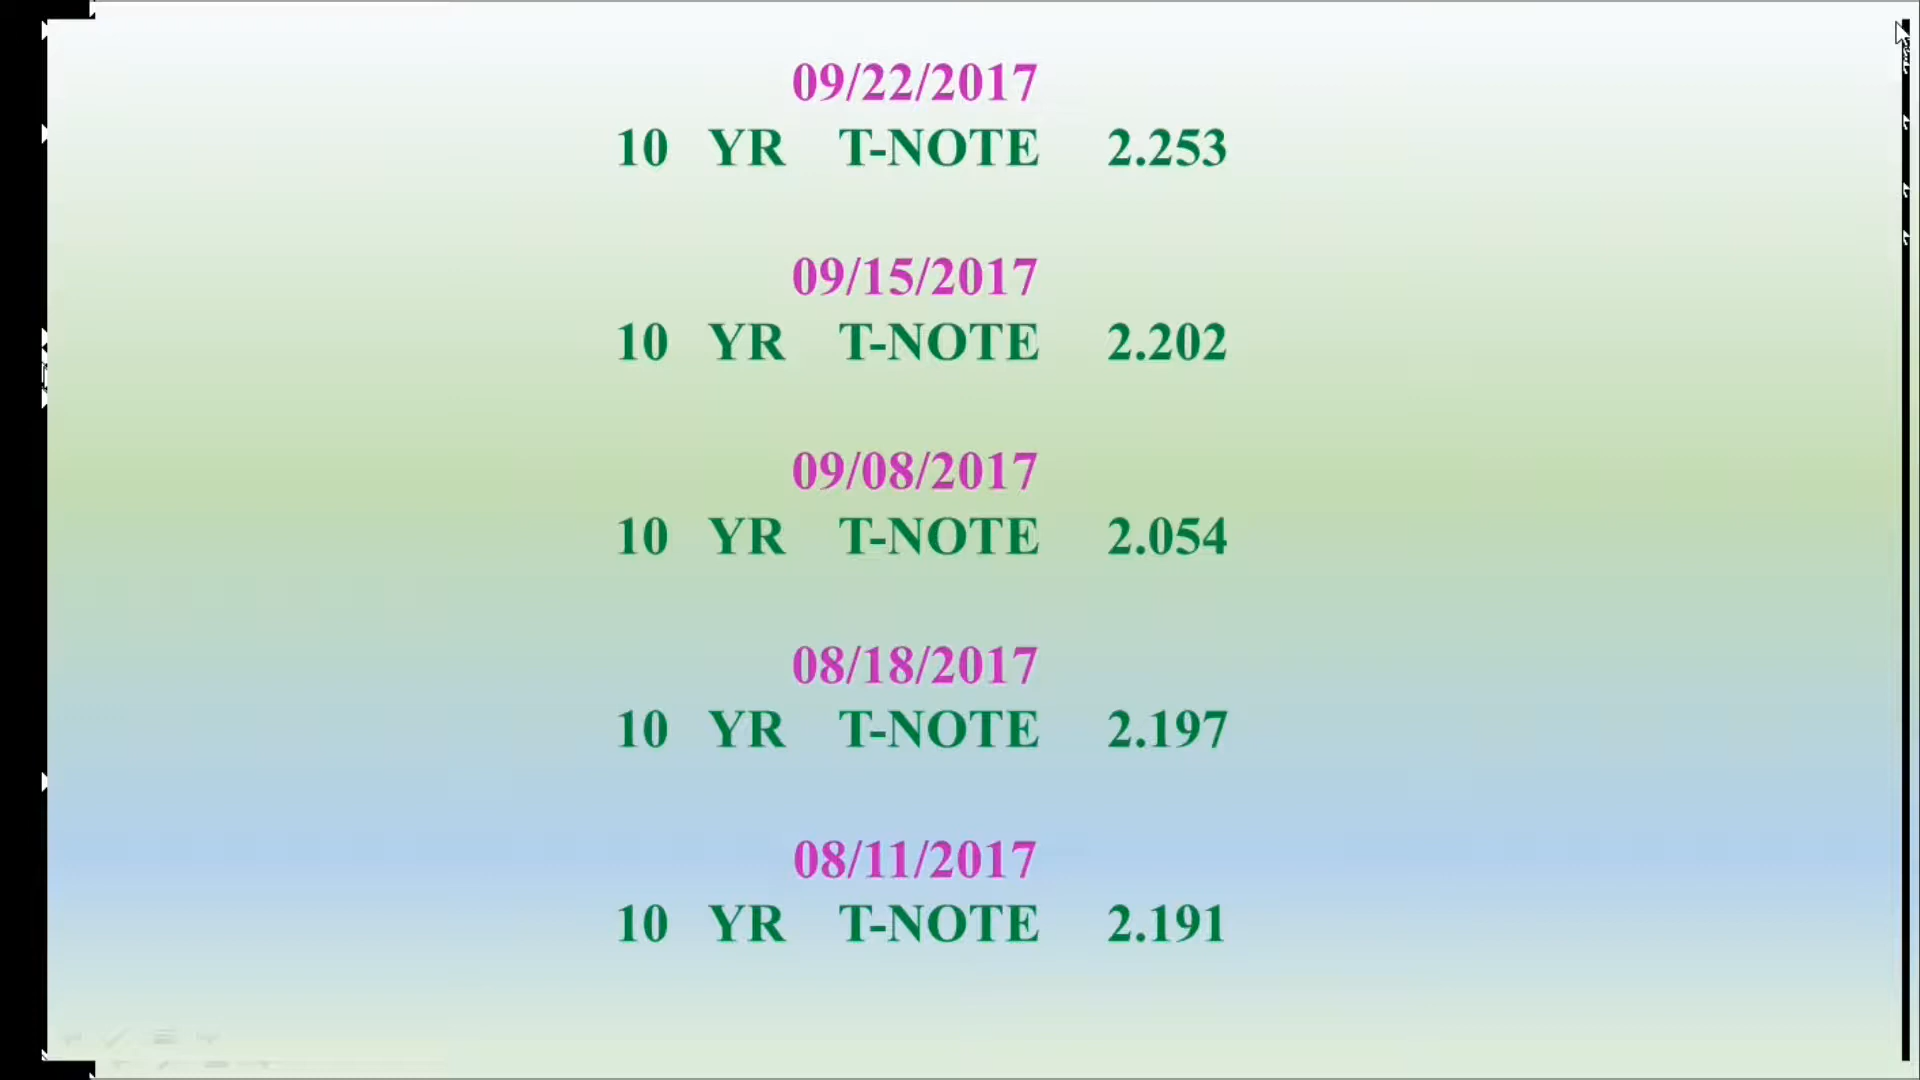 09/22/2017
10 YR T-NOTE 2.253
09/15/2017
10 YR T-NOTE 2.202
09/08/2017
10 YR T-NOTE 2.054
08/18/2017
10 YR T-NOTE 2.197
08/11/2017
10 YR T-NOTE 2.191